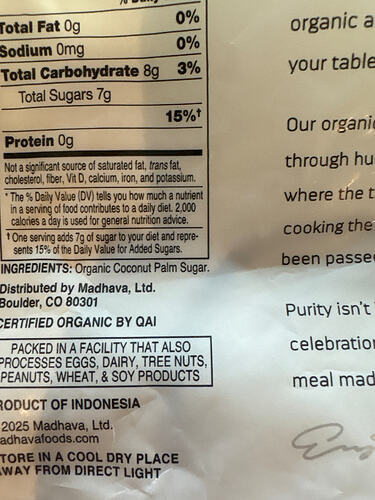 % Daily
Total Fat 0g 0%
Sodium 0mg 0%
Total Carbohydrate 8g 3%
Total Sugars 7g
15%†
Protein 0g
Not a significant source of saturated fat, trans fat,
cholesterol, fiber, Vit D, calcium, iron, and potassium.
* The % Daily Value (DV) tells you how much a nutrient
in a serving of food contributes to a daily diet. 2,000
calories a day is used for general nutrition advice.
† One serving adds 7g of sugar to your diet and repre-
sents 15% of the Daily Value for Added Sugars.
INGREDIENTS: Organic Coconut Palm Sugar.
Distributed by Madhava, Ltd.
Boulder, CO 80301
CERTIFIED ORGANIC BY QAI
PACKED IN A FACILITY THAT ALSO
PROCESSES EGGS, DAIRY, TREE NUTS,
PEANUTS, WHEAT, & SOY PRODUCTS
RODUCT OF INDONESIA
2025 Madhava, Ltd.
adhavafoods.com
TORE IN A COOL DRY PLACE
WAY FROM DIRECT LIGHT
organic a
your table
Our organi
through hu
where the t
cooking the
been passe
Purity isn't
celebration
meal mad